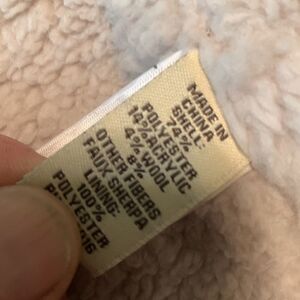 MADE IN
CHINA
SHELL:
74%
POLYESTER
14% ACRYLIC
4% WOOL
8%
OTHER FIBERS
FAUX SHERPA
LINING:
100%
POLYESTER